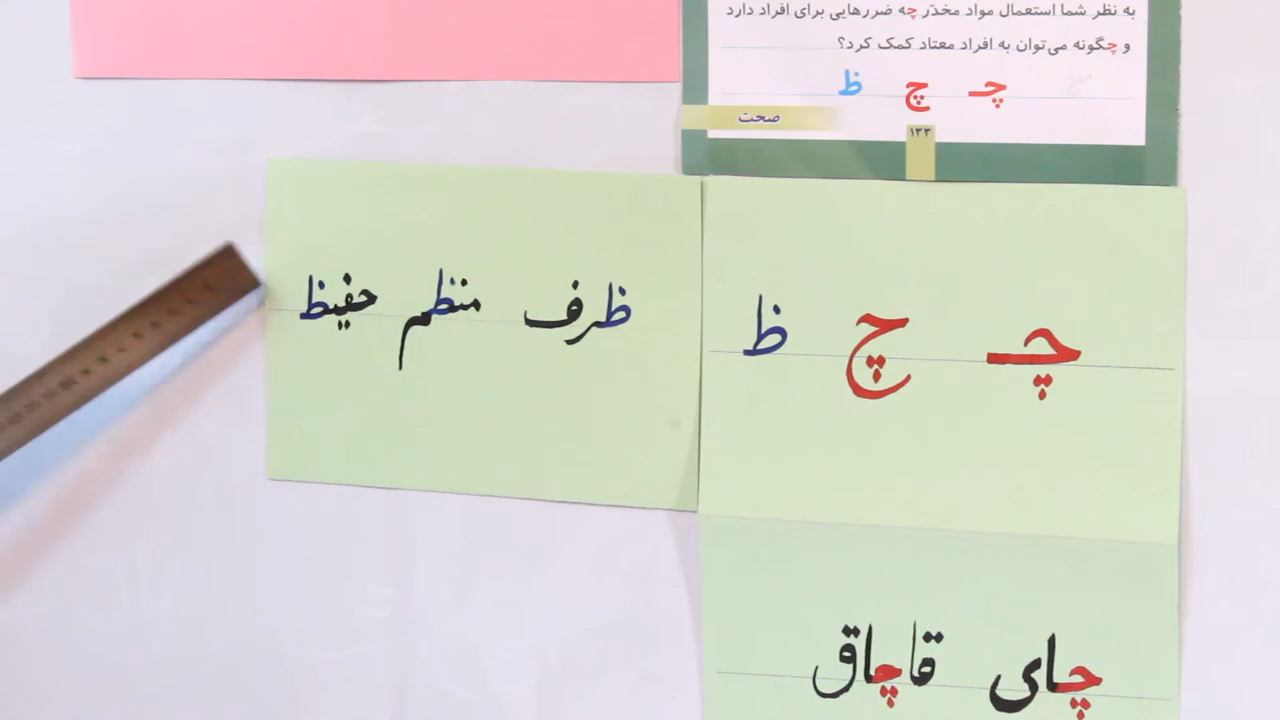 به نظر شما استعمال مواد مخدّر چه ضررهایی برای افراد دارد
و چگونه می‌توان به افراد معتاد کمک کرد؟
چـ چ ظ
صحت
۱۳۳
چـ چ ظ
ظرف منظم حفیظ
چای قاچاق